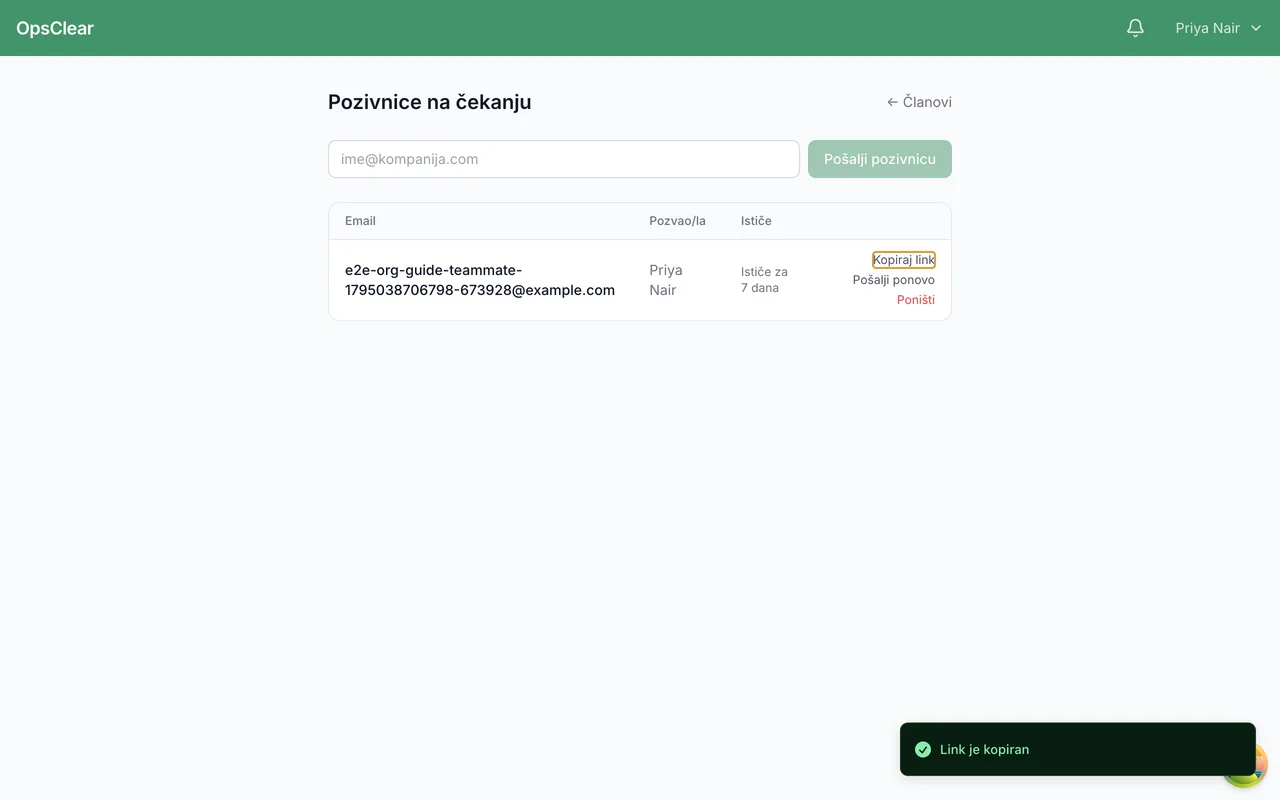 OpsClear
Priya Nair
Pozivnice na čekanju
← Članovi
ime@kompanija.com
Pošalji pozivnicu
Email
Pozvao/la
Ističe
e2e-org-guide-teammate-
1795038706798-673928@example.com
Priya
Nair
Ističe za
7 dana
Kopiraj link
Pošalji ponovo
Poništi
Link je kopiran